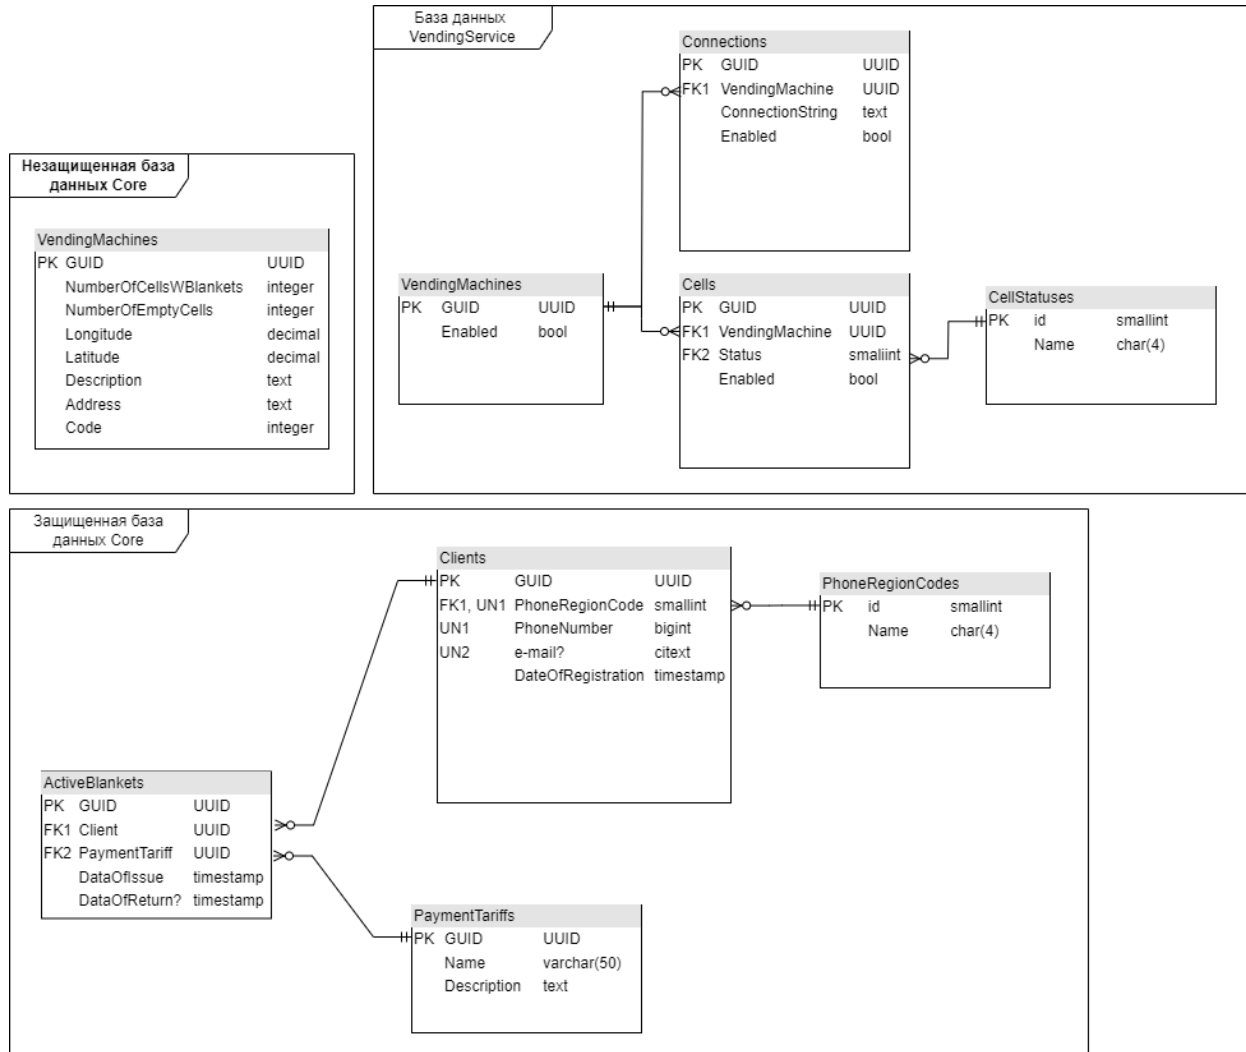 База данных
VendingService
Connections
PK GUID UUID
FK1 VendingMachine UUID
ConnectionString text
Enabled bool
Незащищенная база
данных Core
VendingMachines
PK GUID UUID
NumberOfCellsWBlankets integer
NumberOfEmptyCells integer
Longitude decimal
Latitude decimal
Description text
Address text
Code integer
VendingMachines
PK GUID UUID
Enabled bool
Cells
PK GUID UUID
FK1 VendingMachine UUID
FK2 Status smaliint
Enabled bool
CellStatuses
PK id smallint
Name char(4)
Защищенная база
данных Core
Clients
PK GUID UUID
FK1, UN1 PhoneRegionCode smallint
UN1 PhoneNumber bigint
UN2 e-mail? citext
DateOfRegistration timestamp
PhoneRegionCodes
PK id smallint
Name char(4)
ActiveBlankets
PK GUID UUID
FK1 Client UUID
FK2 PaymentTariff UUID
DataOfIssue timestamp
DataOfReturn? timestamp
PaymentTariffs
PK GUID UUID
Name varchar(50)
Description text